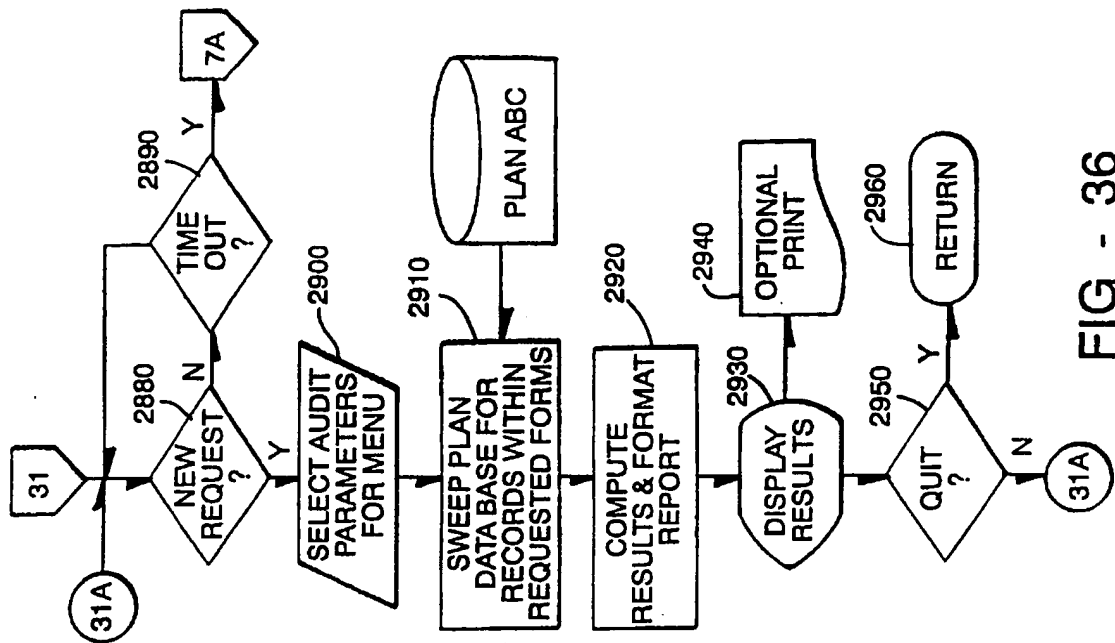 31
31A
2880
NEW
REQUEST
?
N
Y
2890
TIME
OUT
?
Y
7A
2900
SELECT AUDIT
PARAMETERS
FOR MENU
2910
SWEEP PLAN
DATA BASE FOR
RECORDS WITHIN
REQUESTED FORMS
PLAN ABC
2920
COMPUTE
RESULTS & FORMAT
REPORT
2930
DISPLAY
RESULTS
2940
OPTIONAL
PRINT
2950
QUIT
?
Y
2960
RETURN
N
31A
FIG - 36